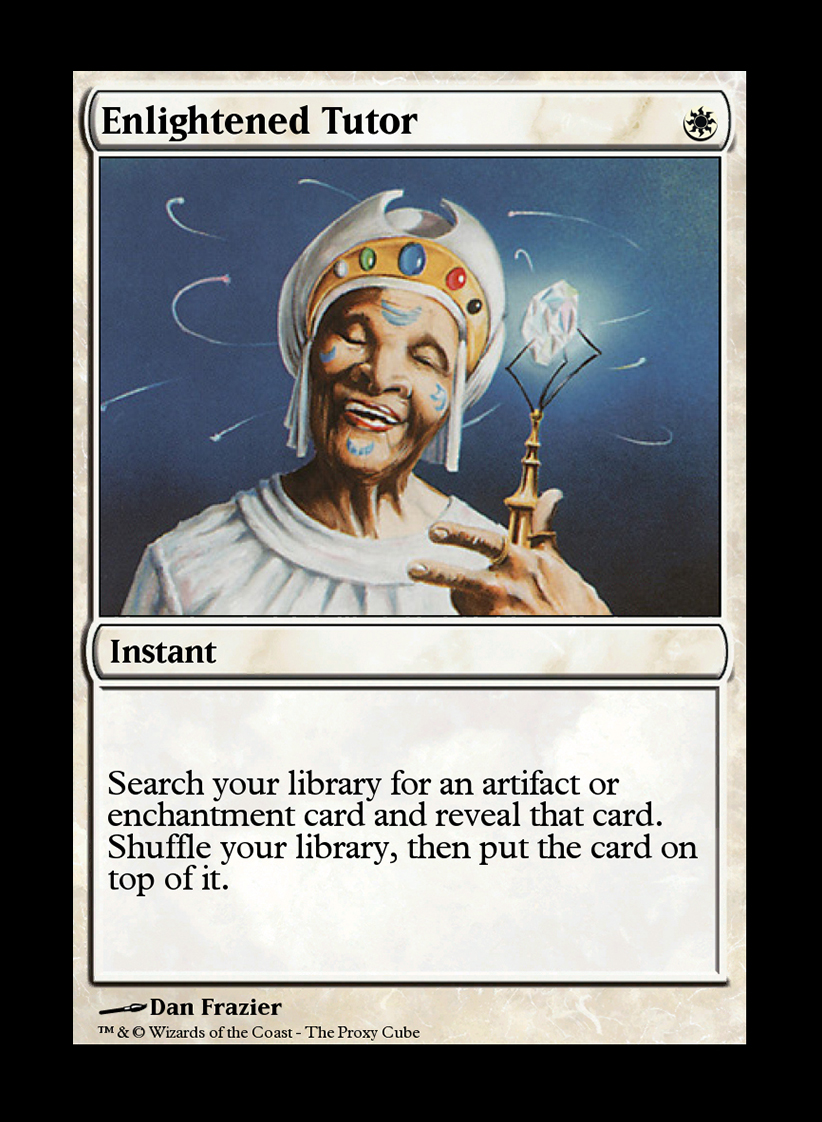 Enlightened Tutor
Instant
Search your library for an artifact or
enchantment card and reveal that card.
Shuffle your library, then put the card on
top of it.
Dan Frazier
™ & © Wizards of the Coast - The Proxy Cube